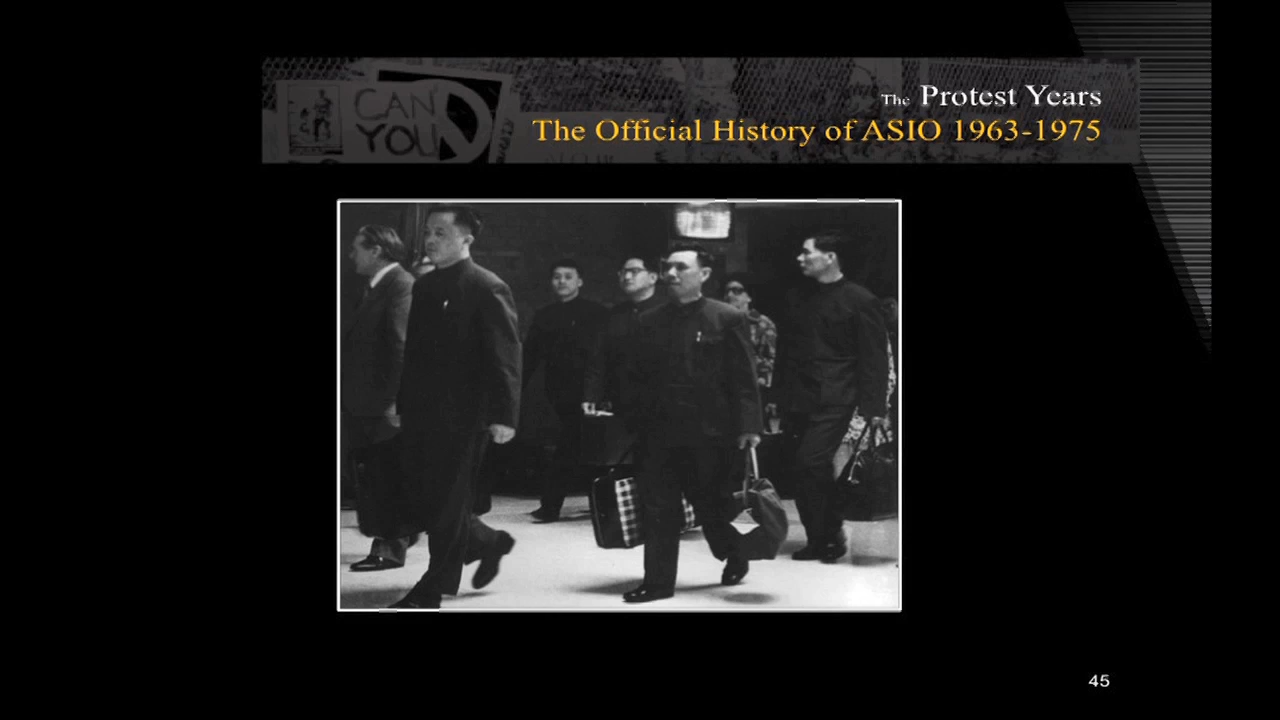 CAN
YOU
The Protest Years
The Official History of ASIO 1963-1975
45